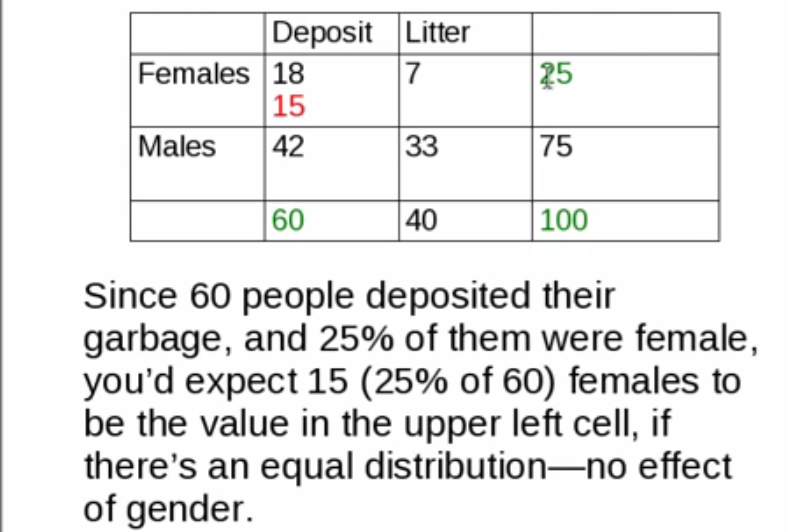 Deposit Litter
Females 18 7 25
15
Males 42 33 75
60 40 100
Since 60 people deposited their
garbage, and 25% of them were female,
you’d expect 15 (25% of 60) females to
be the value in the upper left cell, if
there’s an equal distribution—no effect
of gender.